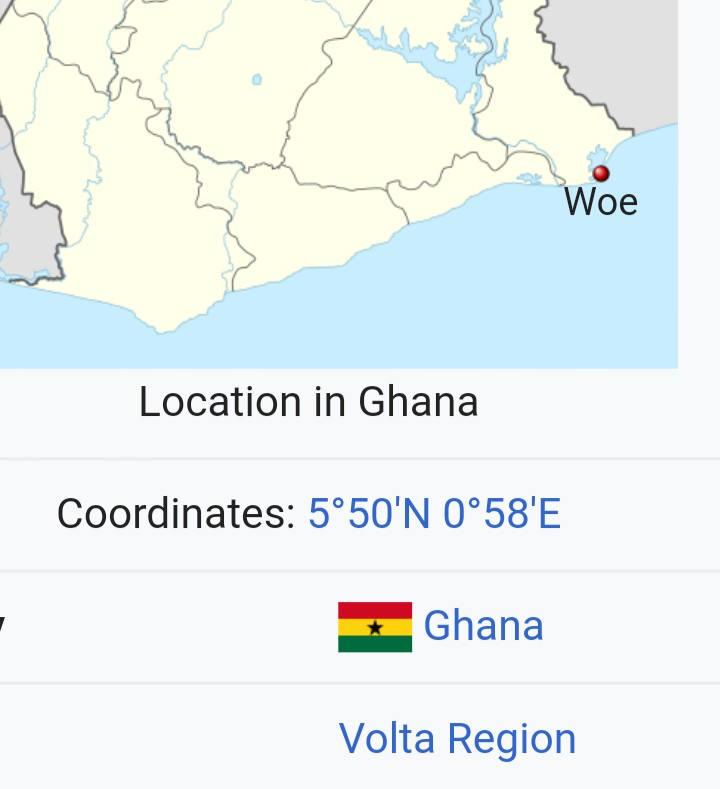 Woe
Location in Ghana
Coordinates: 5°50'N 0°58'E
Ghana
Volta Region